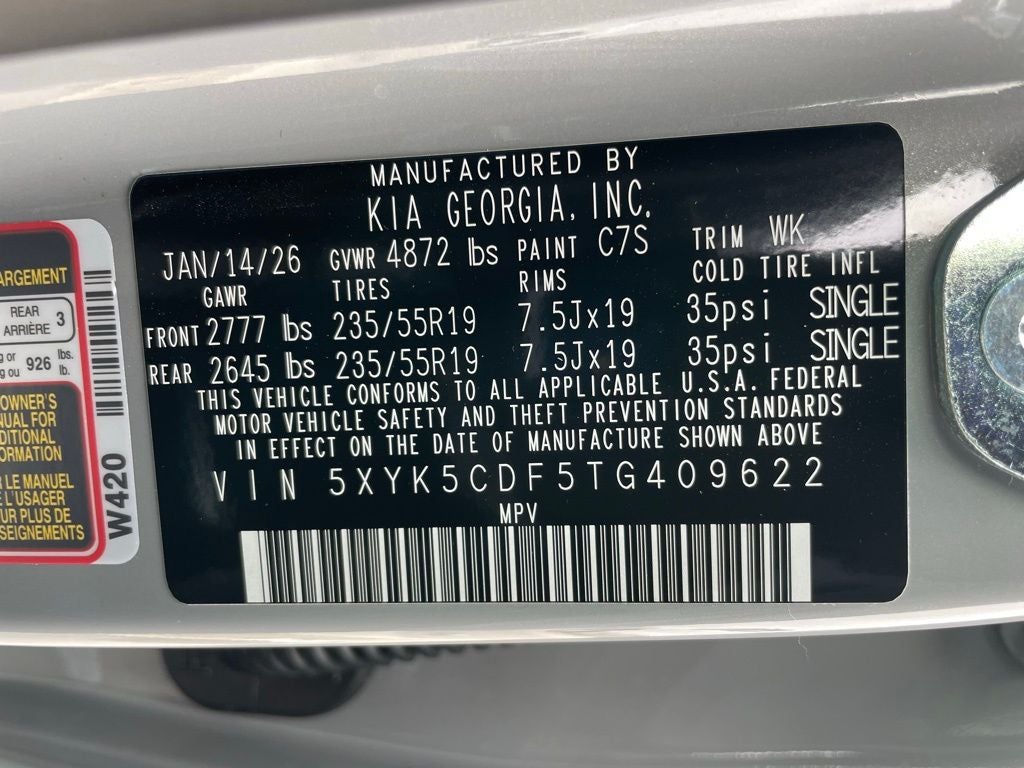 MANUFACTURED BY
KIA GEORGIA, INC.
JAN/14/26 GVWR 4872 lbs PAINT C7S TRIM WK
GAWR TIRES RIMS COLD TIRE INFL
FRONT 2777 lbs 235/55R19 7.5Jx19 35psi SINGLE
REAR 2645 lbs 235/55R19 7.5Jx19 35psi SINGLE
THIS VEHICLE CONFORMS TO ALL APPLICABLE U.S.A. FEDERAL
MOTOR VEHICLE SAFETY AND THEFT PREVENTION STANDARDS
IN EFFECT ON THE DATE OF MANUFACTURE SHOWN ABOVE
VIN 5XYK5CDF5TG409622
MPV
ARGEMENT
REAR
ARRIÈRE 3
g or 926 lbs.
g ou lb.
OWNER'S
NUAL FOR
DITIONAL
ORMATION
R LE MANUEL
L'USAGER
UR PLUS DE
SEIGNEMENTS
W420